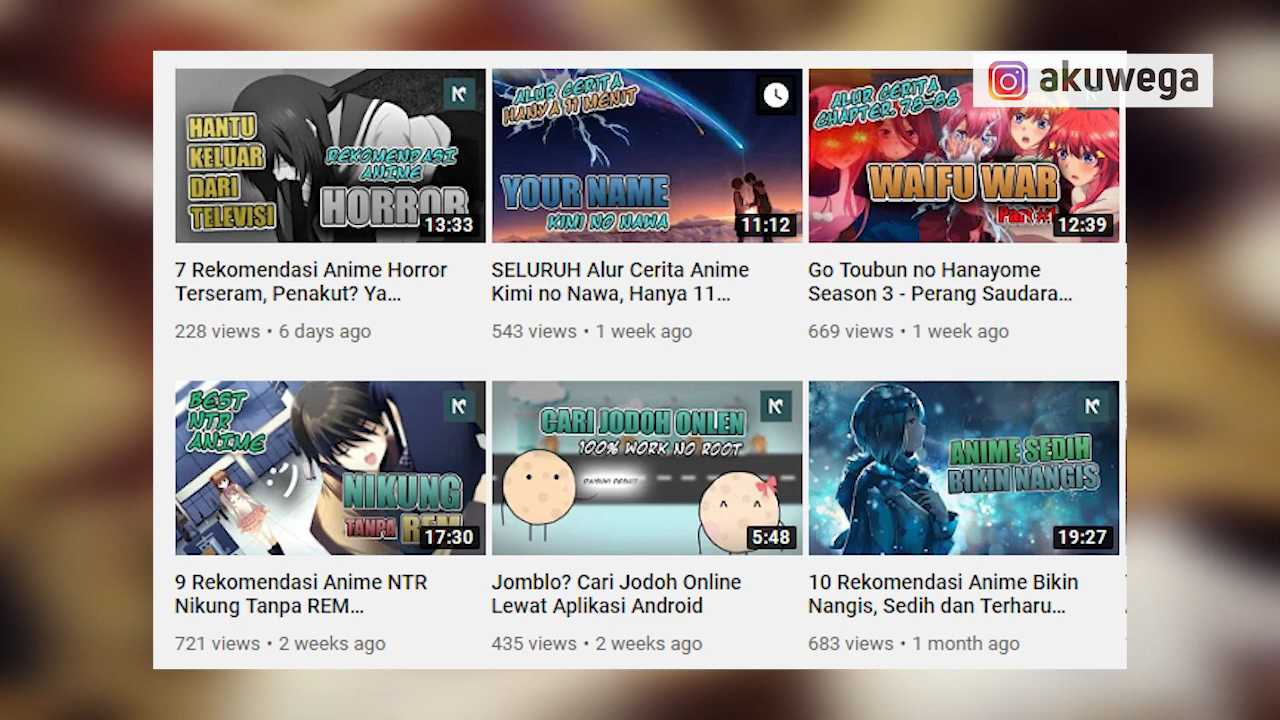 akuwega
HANTU
KELUAR
DARI
TELEVISI
REKOMENDASI
ANIME
HORROR
13:33
ALUR CERITA
HANYA 11 MENIT
YOUR NAME
KIMI NO NAWA
11:12
ALUR CERITA
CHAPTER 78-86
WAIFU WAR
Part #1
12:39
7 Rekomendasi Anime Horror
Terseram, Penakut? Ya...
228 views • 6 days ago
SELURUH Alur Cerita Anime
Kimi no Nawa, Hanya 11...
543 views • 1 week ago
Go Toubun no Hanayome
Season 3 - Perang Saudara...
669 views • 1 week ago
BEST
NTR
ANIME
NIKUNG
TANPA REM
17:30
CARI JODOH ONLEN
100% WORK NO ROOT
5:48
ANIME SEDIH
BIKIN NANGIS
19:27
9 Rekomendasi Anime NTR
Nikung Tanpa REM...
721 views • 2 weeks ago
Jomblo? Cari Jodoh Online
Lewat Aplikasi Android
435 views • 2 weeks ago
10 Rekomendasi Anime Bikin
Nangis, Sedih dan Terharu...
683 views • 1 month ago